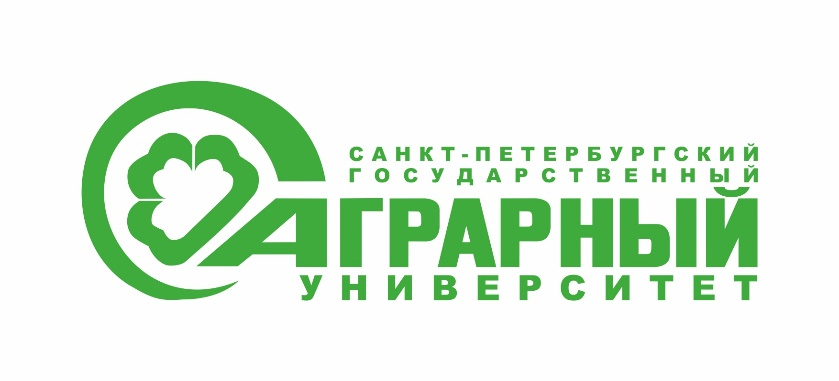 САНКТ-ПЕТЕРБУРГСКИЙ
ГОСУДАРСТВЕННЫЙ
АГРАРНЫЙ
УНИВЕРСИТЕТ